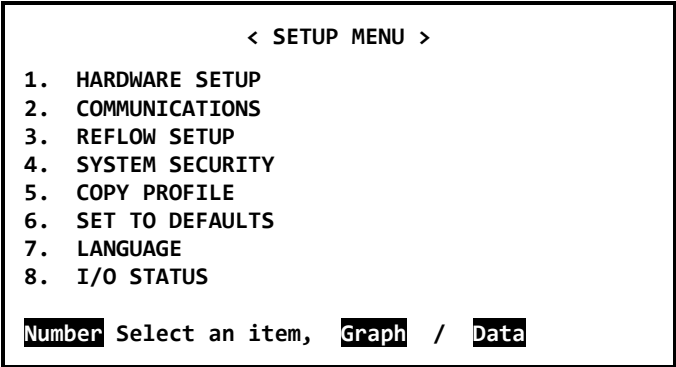 < SETUP MENU >
1. HARDWARE SETUP
2. COMMUNICATIONS
3. REFLOW SETUP
4. SYSTEM SECURITY
5. COPY PROFILE
6. SET TO DEFAULTS
7. LANGUAGE
8. I/O STATUS
Number Select an item, Graph / Data